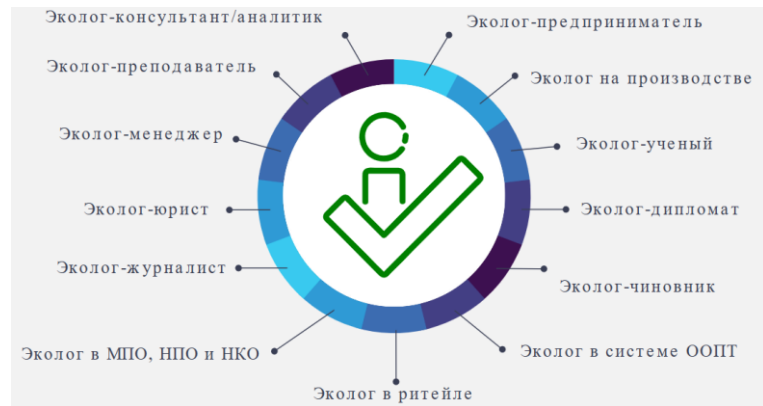 Эколог-консультант/аналитик
Эколог-предприниматель
Эколог-преподаватель
Эколог на производстве
Эколог-менеджер
Эколог-ученый
Эколог-юрист
Эколог-дипломат
Эколог-журналист
Эколог-чиновник
Эколог в МПО, НПО и НКО
Эколог в системе ООПТ
Эколог в ритейле